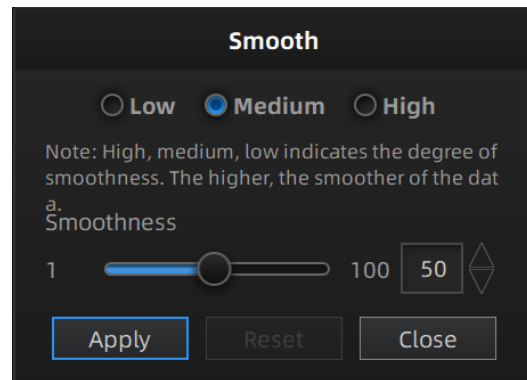 Smooth
Low Medium High
Note: High, medium, low indicates the degree of
smoothness. The higher, the smoother of the dat
a.
Smoothness
1 100 50
Apply Reset Close